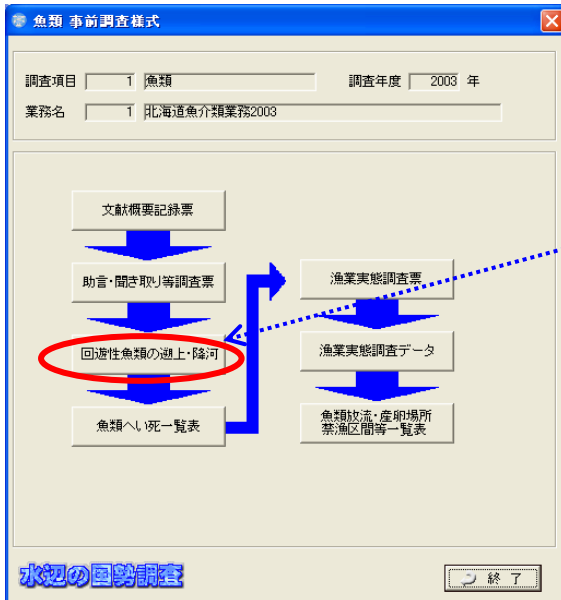 魚類 事前調査様式
調査項目 1 魚類 調査年度 2003 年
業務名 1 北海道魚介類業務2003
文献概要記録票
助言・聞き取り等調査票
回遊性魚類の遡上・降河
魚類へい死一覧表
漁業実態調査票
漁業実態調査データ
魚類放流・産卵場所
禁漁区間等一覧表
水辺の国勢調査
終 了